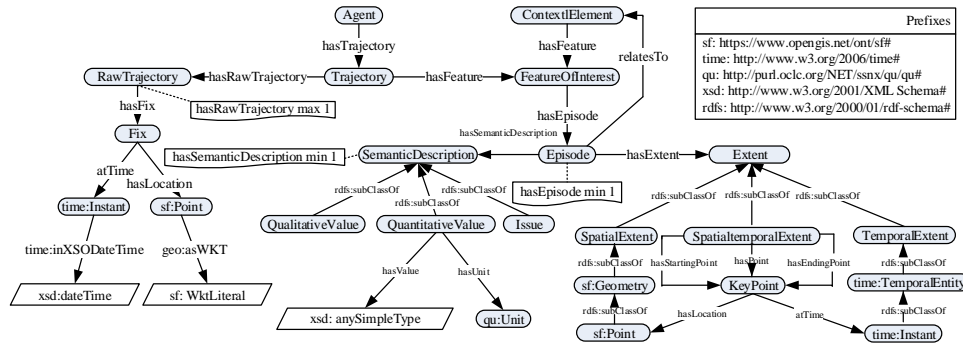 Agent
ContextlElement
Prefixes
hasTrajectory
hasFeature
relatesTo
sf: https://www.opengis.net/ont/sf#
time: http://www.w3.org/2006/time#
qu: http://purl.oclc.org/NET/ssnx/qu/qu#
xsd: http://www.w3.org/2001/XML Schema#
rdfs: http://www.w3.org/2000/01/rdf-schema#
RawTrajectory
hasRawTrajectory
Trajectory
hasFeature
FeatureOfInterest
hasFix
hasRawTrajectory max 1
hasEpisode
Fix
hasSemanticDescription
hasSemanticDescription min 1
SemanticDescription
Episode
hasExtent
Extent
atTime
hasLocation
hasEpisode min 1
rdfs:subClassOf
rdfs:subClassOf
rdfs:subClassOf
rdfs:subClassOf
rdfs:subClassOf
rdfs:subClassOf
time:Instant
sf:Point
QualitativeValue
QuantitativeValue
Issue
SpatialExtent
SpatialtemporalExtent
TemporalExtent
time:inXSODateTime
geo:asWKT
hasValue
hasUnit
rdfs:subClassOf
hasStartingPoint
hasPoint
hasEndingPoint
rdfs:subClassOf
xsd:dateTime
sf: WktLiteral
sf:Geometry
KeyPoint
time:TemporalEntity
xsd: anySimpleType
qu:Unit
rdfs:subClassOf
hasLocation
atTime
rdfs:subClassOf
sf:Point
time:Instant